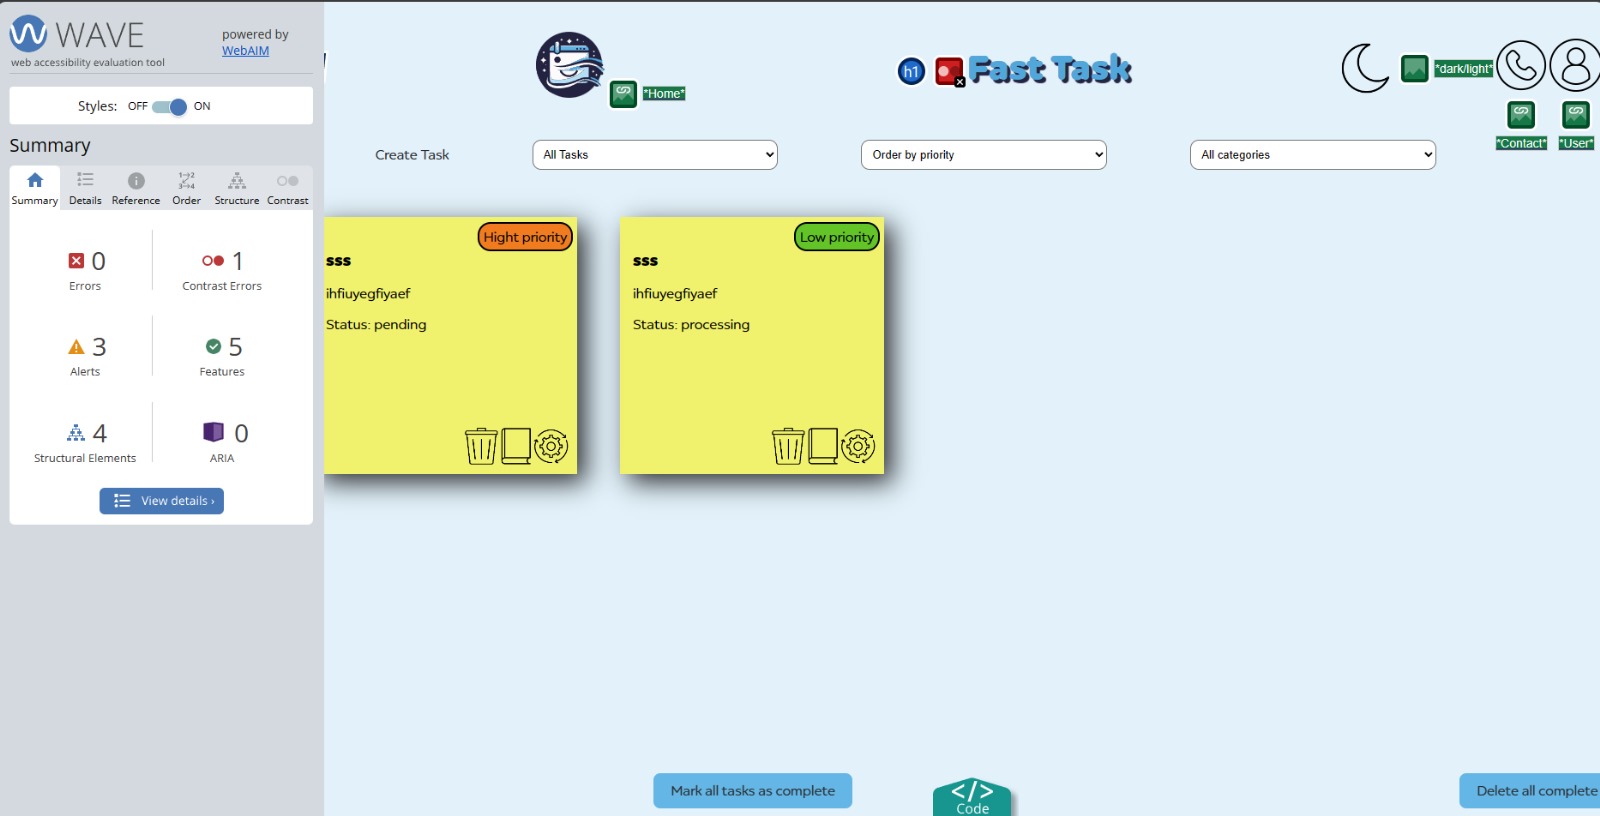 WAVE
web accessibility evaluation tool
powered by
WebAIM
Styles: OFF ON
Summary
Summary Details Reference Order Structure Contrast
0
Errors
1
Contrast Errors
3
Alerts
5
Features
4
Structural Elements
0
ARIA
View details ›
*Home*
h1
Fast Task
*dark/light*
*Contact*
*User*
Create Task
All Tasks
Order by priority
All categories
Hight priority
sss
ihfiuyegfiyaef
Status: pending
Low priority
sss
ihfiuyegfiyaef
Status: processing
Mark all tasks as complete
</>
Code
Delete all complete